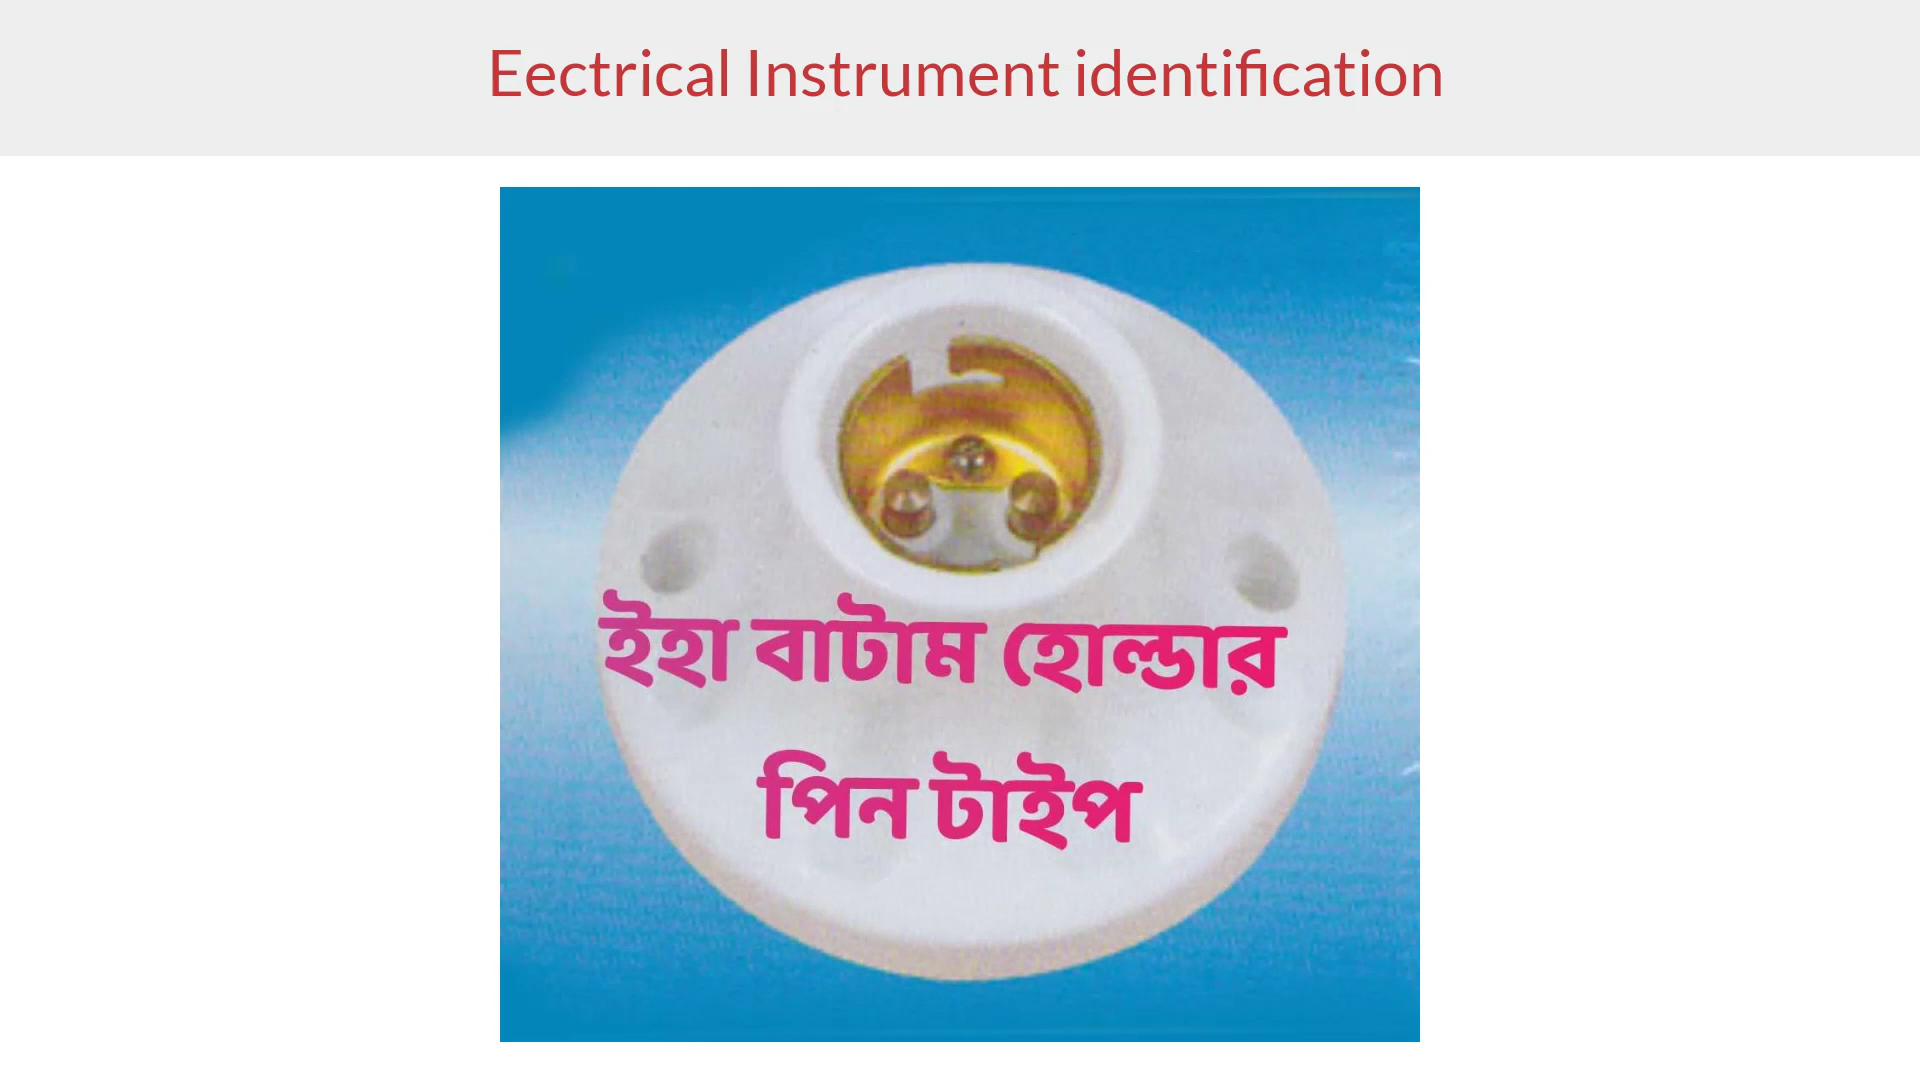 Eectrical Instrument identification
ইহা বাটাম হোল্ডার
পিন টাইপ